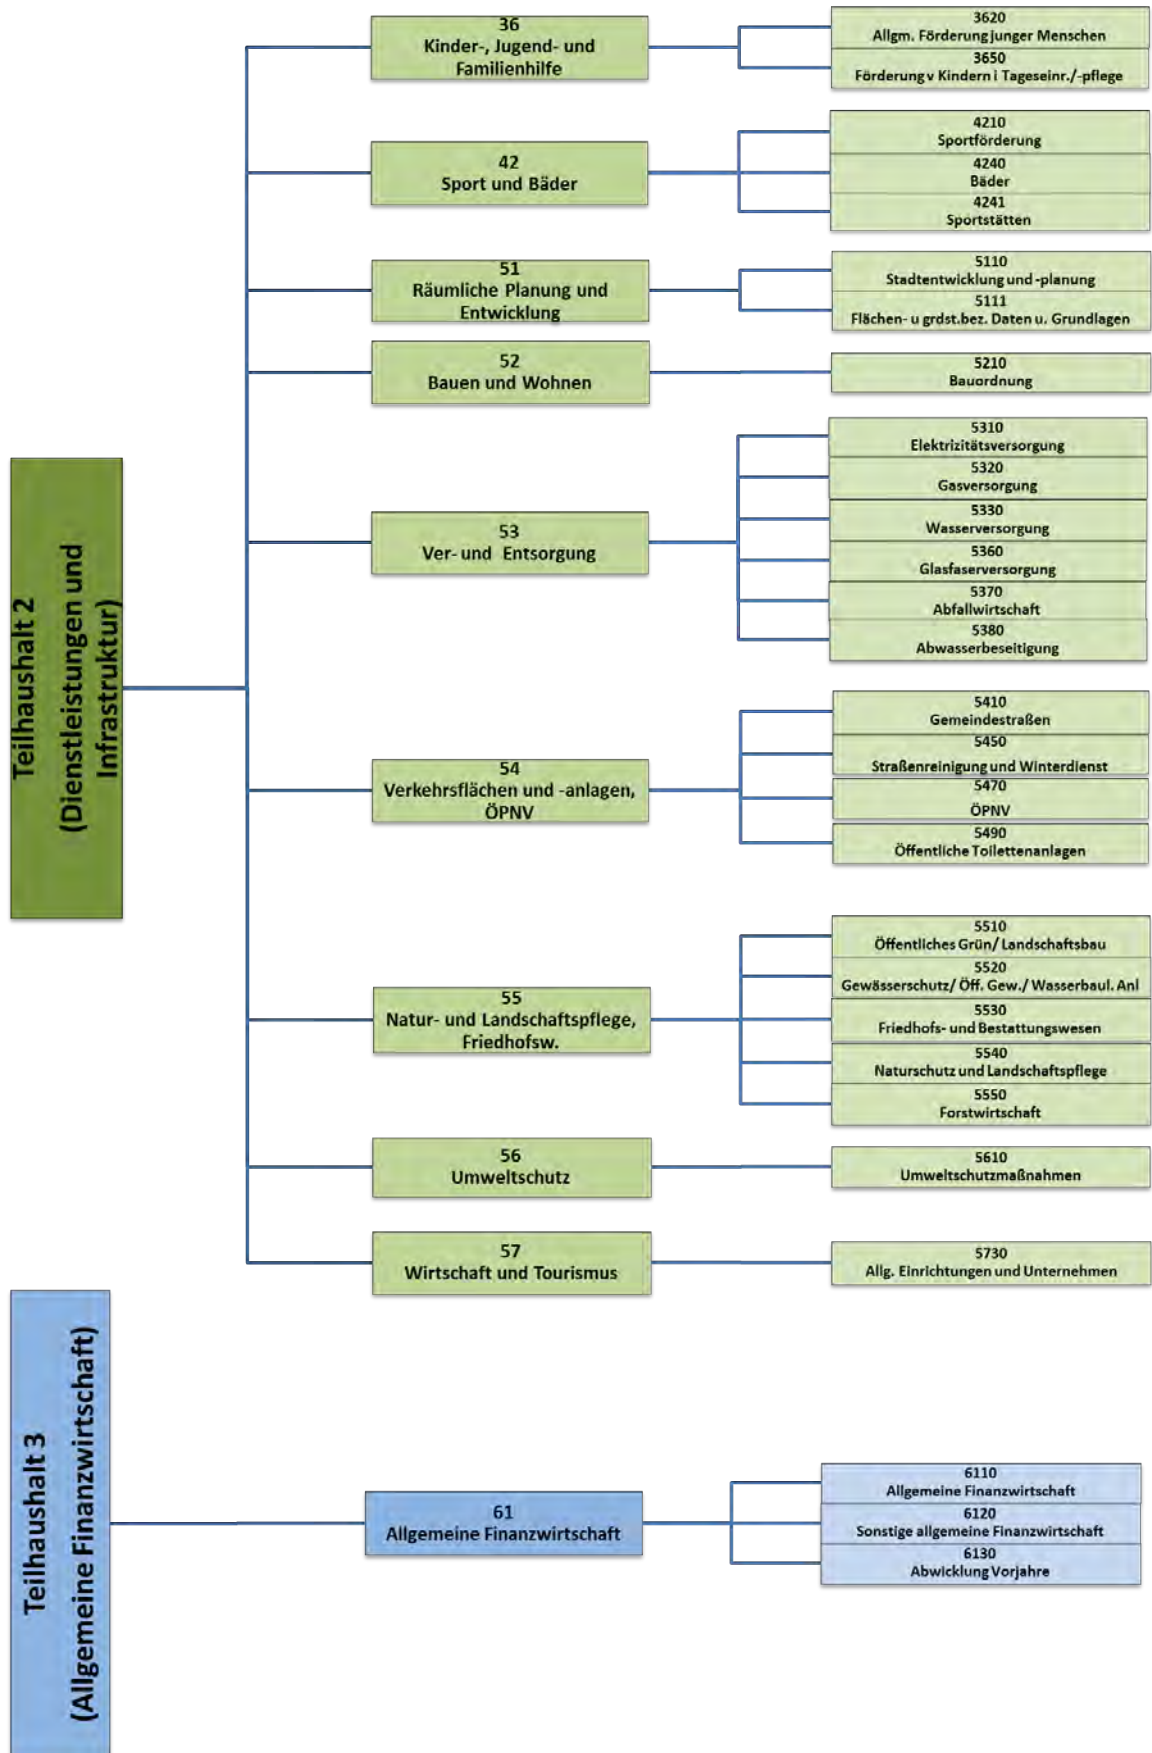 Teilhaushalt 2
(Dienstleistungen und
Infrastruktur)
36
Kinder-, Jugend- und
Familienhilfe
3620
Allgm. Förderung junger Menschen
3650
Förderung v Kindern i Tageseinr./-pflege
42
Sport und Bäder
4210
Sportförderung
4240
Bäder
4241
Sportstätten
51
Räumliche Planung und
Entwicklung
5110
Stadtentwicklung und -planung
5111
Flächen- u grdst.bez. Daten u. Grundlagen
52
Bauen und Wohnen
5210
Bauordnung
53
Ver- und Entsorgung
5310
Elektrizitätsversorgung
5320
Gasversorgung
5330
Wasserversorgung
5360
Glasfaserversorgung
5370
Abfallwirtschaft
5380
Abwasserbeseitigung
54
Verkehrsflächen und -anlagen,
ÖPNV
5410
Gemeindestraßen
5450
Straßenreinigung und Winterdienst
5470
ÖPNV
5490
Öffentliche Toilettenanlagen
55
Natur- und Landschaftspflege,
Friedhofsw.
5510
Öffentliches Grün/ Landschaftsbau
5520
Gewässerschutz/ Öff. Gew./ Wasserbaul. Anl
5530
Friedhofs- und Bestattungswesen
5540
Naturschutz und Landschaftspflege
5550
Forstwirtschaft
56
Umweltschutz
5610
Umweltschutzmaßnahmen
57
Wirtschaft und Tourismus
5730
Allg. Einrichtungen und Unternehmen
Teilhaushalt 3
(Allgemeine Finanzwirtschaft)
61
Allgemeine Finanzwirtschaft
6110
Allgemeine Finanzwirtschaft
6120
Sonstige allgemeine Finanzwirtschaft
6130
Abwicklung Vorjahre